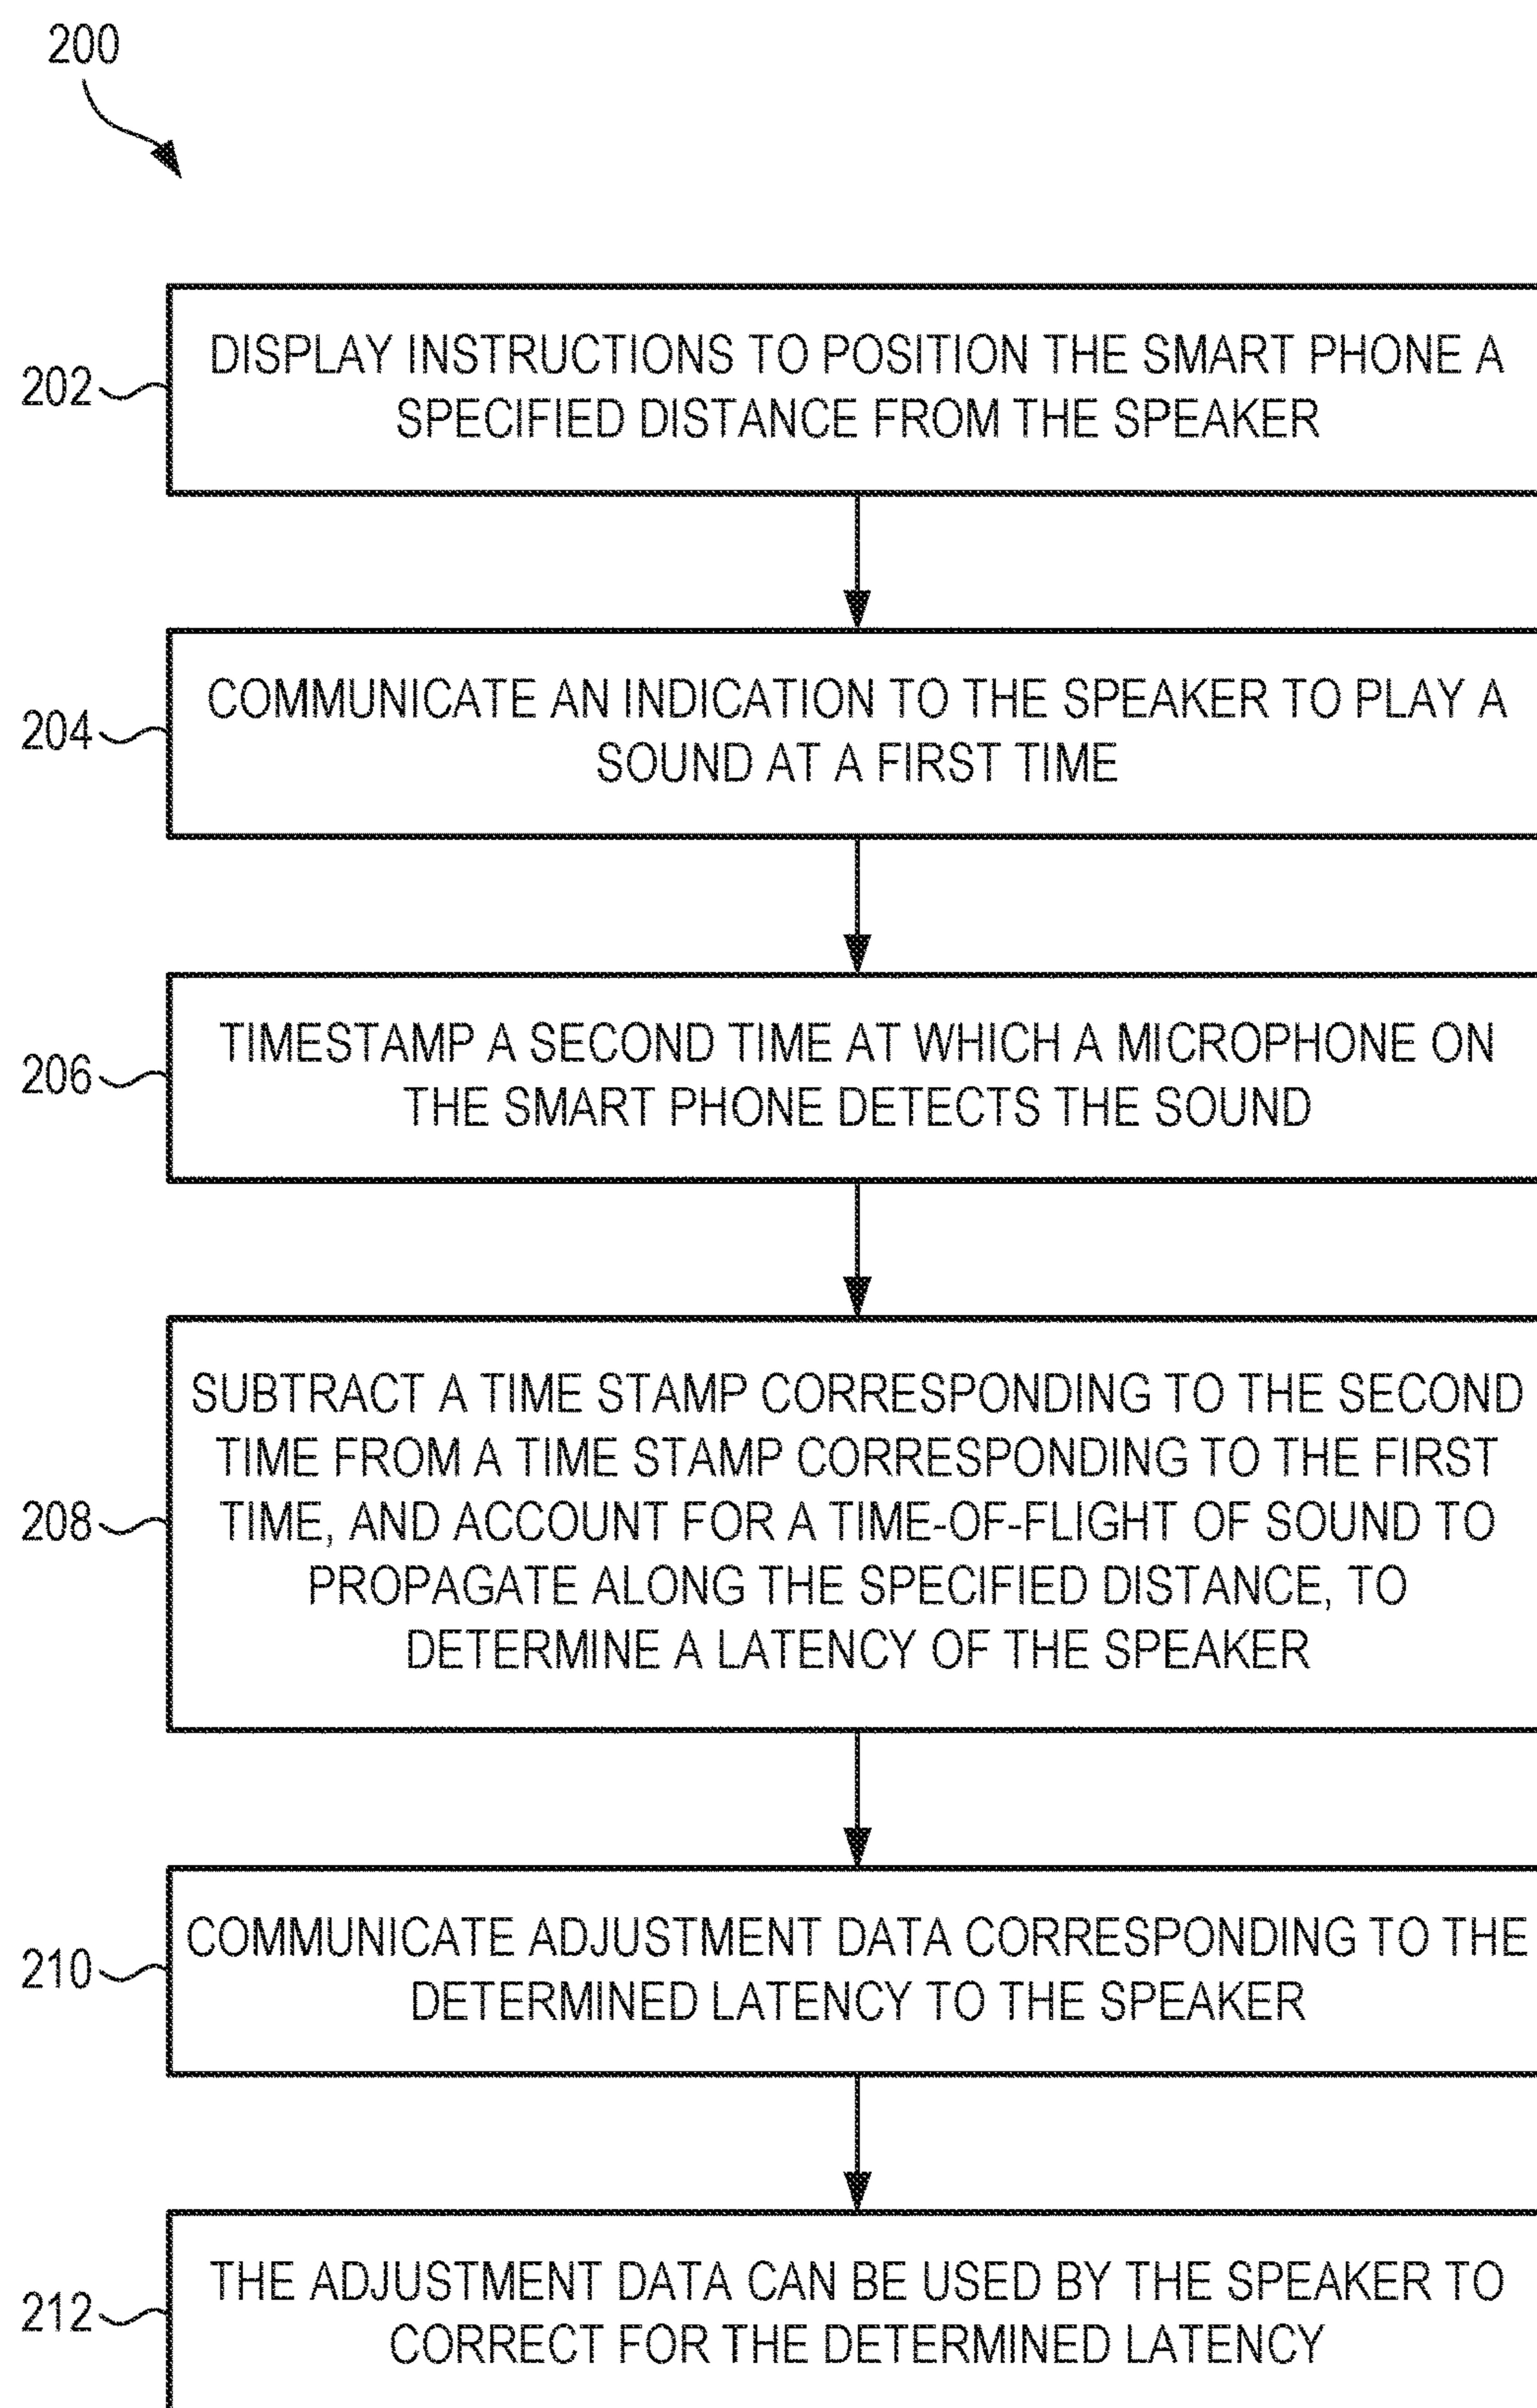 200
202
DISPLAY INSTRUCTIONS TO POSITION THE SMART PHONE A
SPECIFIED DISTANCE FROM THE SPEAKER
204
COMMUNICATE AN INDICATION TO THE SPEAKER TO PLAY A
SOUND AT A FIRST TIME
206
TIMESTAMP A SECOND TIME AT WHICH A MICROPHONE ON
THE SMART PHONE DETECTS THE SOUND
208
SUBTRACT A TIME STAMP CORRESPONDING TO THE SECOND
TIME FROM A TIME STAMP CORRESPONDING TO THE FIRST
TIME, AND ACCOUNT FOR A TIME-OF-FLIGHT OF SOUND TO
PROPAGATE ALONG THE SPECIFIED DISTANCE, TO
DETERMINE A LATENCY OF THE SPEAKER
210
COMMUNICATE ADJUSTMENT DATA CORRESPONDING TO THE
DETERMINED LATENCY TO THE SPEAKER
212
THE ADJUSTMENT DATA CAN BE USED BY THE SPEAKER TO
CORRECT FOR THE DETERMINED LATENCY